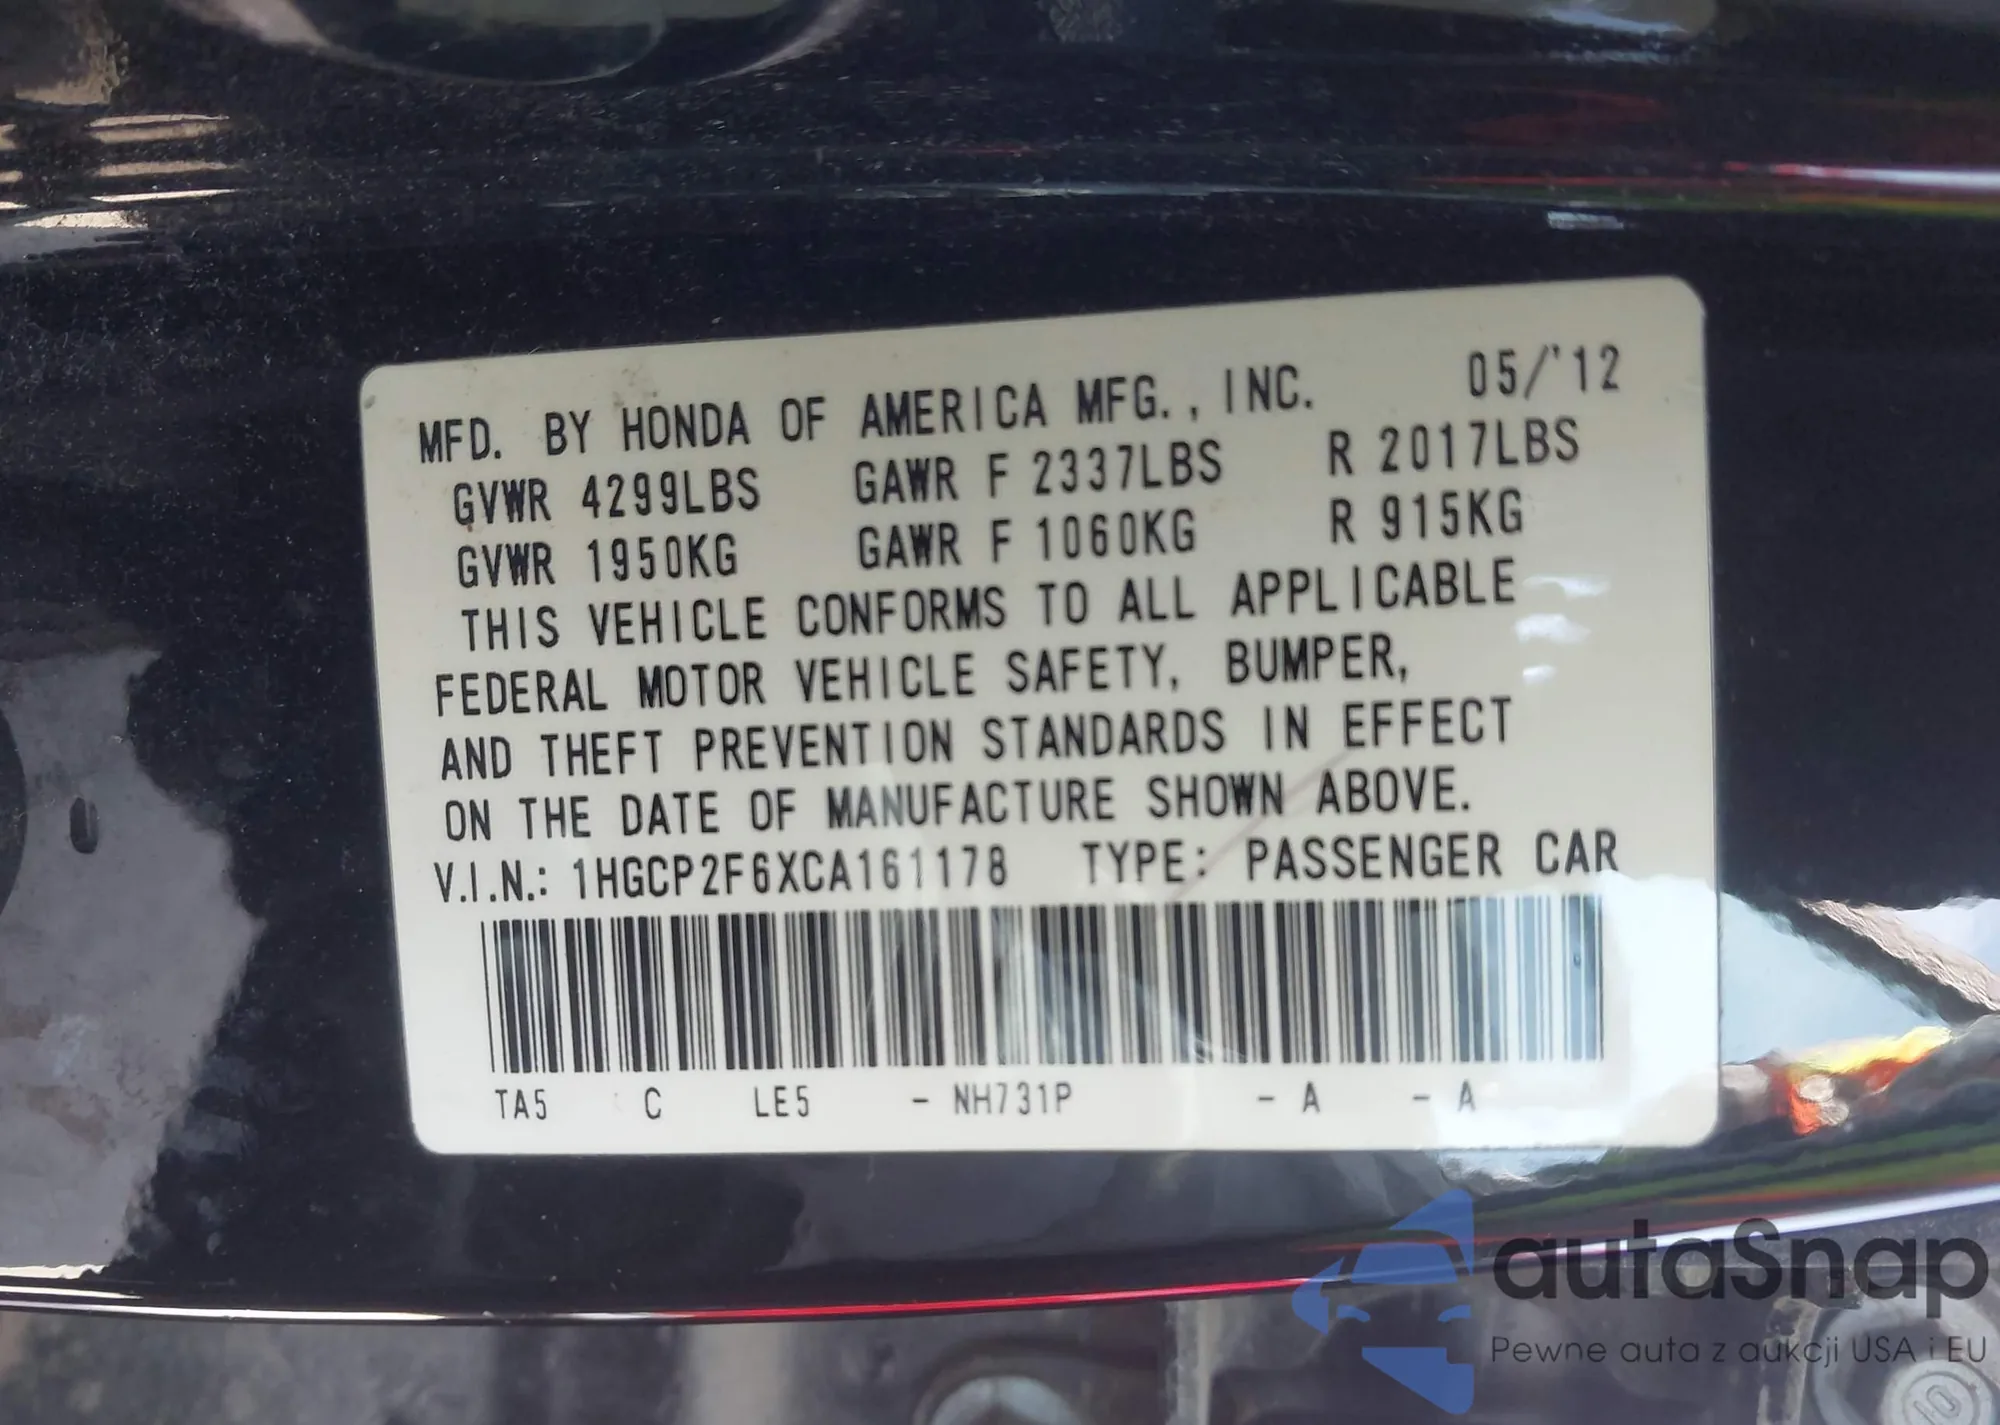 MFD. BY HONDA OF AMERICA MFG., INC. 05/'12
GVWR 4299LBS GAWR F 2337LBS R 2017LBS
GVWR 1950KG GAWR F 1060KG R 915KG
THIS VEHICLE CONFORMS TO ALL APPLICABLE
FEDERAL MOTOR VEHICLE SAFETY, BUMPER,
AND THEFT PREVENTION STANDARDS IN EFFECT
ON THE DATE OF MANUFACTURE SHOWN ABOVE.
V.I.N.: 1HGCP2F6XCA161178 TYPE: PASSENGER CAR
TA5 C LE5 - NH731P - A - A
autaSnap
Pewne auta z aukcji USA i EU
10